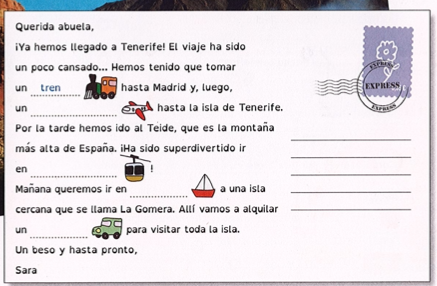 Querida abuela,
¡Ya hemos llegado a Tenerife! El viaje ha sido
un poco cansado... Hemos tenido que tomar
un tren hasta Madrid y, luego,
un hasta la isla de Tenerife.
Por la tarde hemos ido al Teide, que es la montaña
más alta de España. ¡Ha sido superdivertido ir
en !
Mañana queremos ir en a una isla
cercana que se llama La Gomera. Allí vamos a alquilar
un para visitar toda la isla.
Un beso y hasta pronto,
Sara
EXPRESS
EXPRESS
EXPRESS